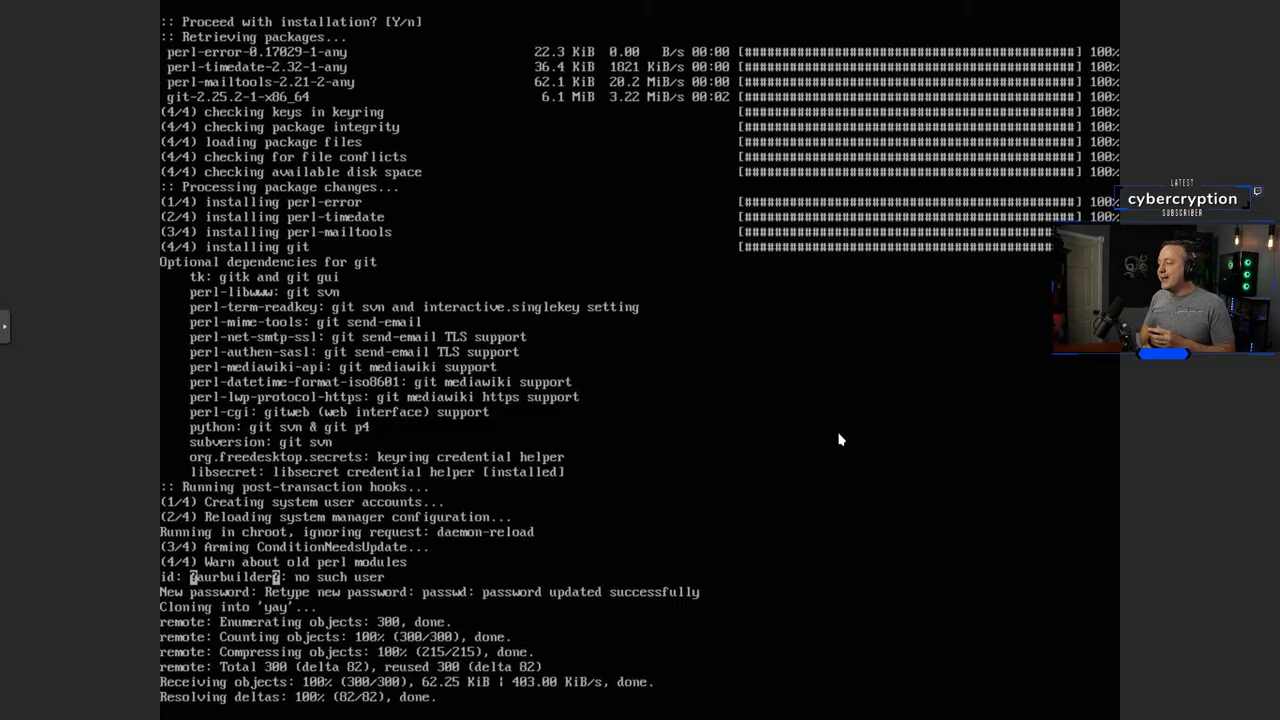 :: Proceed with installation? [Y/n]
:: Retrieving packages...
perl-error-0.17029-1-any 22.3 KiB 0.00 B/s 00:00 [#############################################] 100%
perl-timedate-2.32-1-any 36.4 KiB 1821 KiB/s 00:00 [#############################################] 100%
perl-mailtools-2.21-2-any 62.1 KiB 20.2 MiB/s 00:00 [#############################################] 100%
git-2.25.2-1-x86_64 6.1 MiB 3.22 MiB/s 00:02 [#############################################] 100%
(4/4) checking keys in keyring [#############################################] 100%
(4/4) checking package integrity [#############################################] 100%
(4/4) loading package files [#############################################] 100%
(4/4) checking for file conflicts [#############################################] 100%
(4/4) checking available disk space [#############################################] 100%
:: Processing package changes...
(1/4) installing perl-error [#############################################] 100%
(2/4) installing perl-timedate [#############################################] 100%
(3/4) installing perl-mailtools [##########################################
(4/4) installing git [##########################################
Optional dependencies for git
tk: gitk and git gui
perl-libwww: git svn
perl-term-readkey: git svn and interactive.singlekey setting
perl-mime-tools: git send-email
perl-net-smtp-ssl: git send-email TLS support
perl-authen-sasl: git send-email TLS support
perl-mediawiki-api: git mediawiki support
perl-datetime-format-iso8601: git mediawiki support
perl-lwp-protocol-https: git mediawiki https support
perl-cgi: gitweb (web interface) support
python: git svn & git p4
subversion: git svn
org.freedesktop.secrets: keyring credential helper
libsecret: libsecret credential helper [installed]
:: Running post-transaction hooks...
(1/4) Creating system user accounts...
(2/4) Reloading system manager configuration...
Running in chroot, ignoring request: daemon-reload
(3/4) Arming ConditionNeedsUpdate...
(4/4) Warn about old perl modules
id: ?aurbuilder?: no such user
New password: Retype new password: passwd: password updated successfully
Cloning into 'yay'...
remote: Enumerating objects: 300, done.
remote: Counting objects: 100% (300/300), done.
remote: Compressing objects: 100% (215/215), done.
remote: Total 300 (delta 82), reused 300 (delta 82)
Receiving objects: 100% (300/300), 62.25 KiB | 403.00 KiB/s, done.
Resolving deltas: 100% (82/82), done.
LATEST
cybercryption
SUBSCRIBER